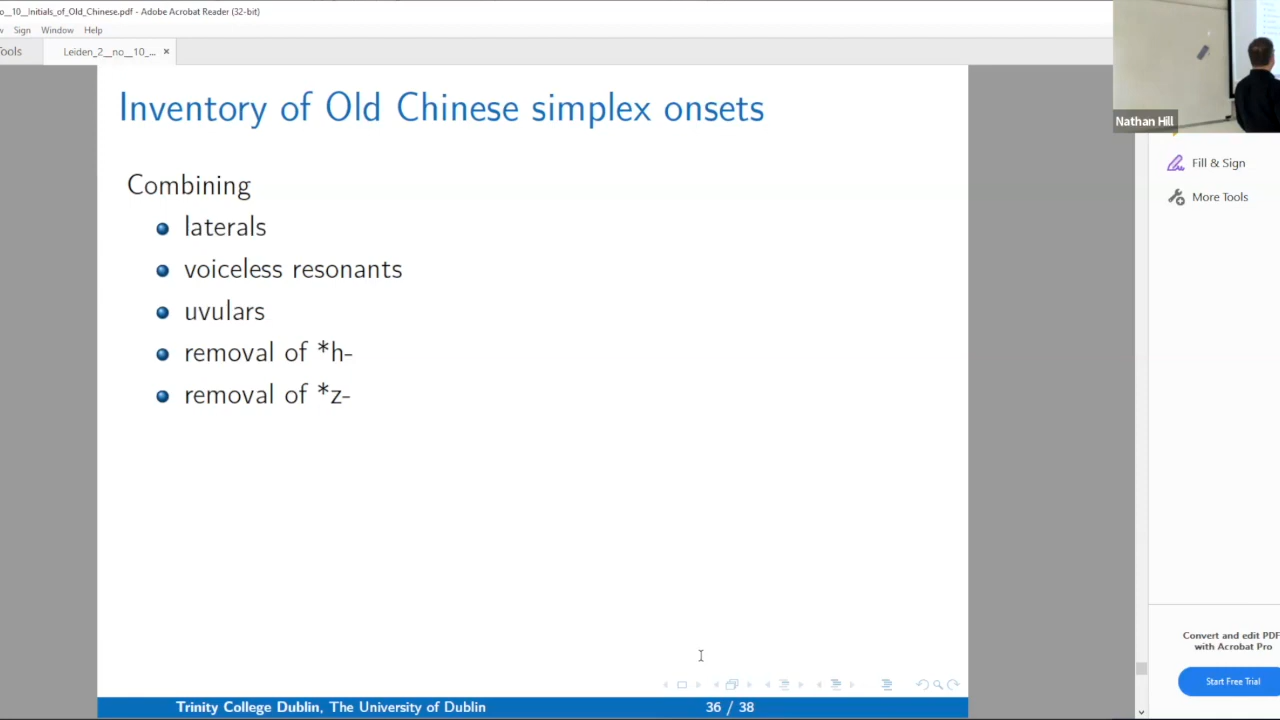 o__10__Initials_of_Old_Chinese.pdf - Adobe Acrobat Reader (32-bit)
Sign Window Help
Tools
Leiden_2__no__10_... ×
Inventory of Old Chinese simplex onsets
Combining
laterals
voiceless resonants
uvulars
removal of *h-
removal of *z-
Trinity College Dublin, The University of Dublin
36 / 38
Nathan Hill
Fill & Sign
More Tools
Convert and edit PDF
with Acrobat Pro
Start Free Trial